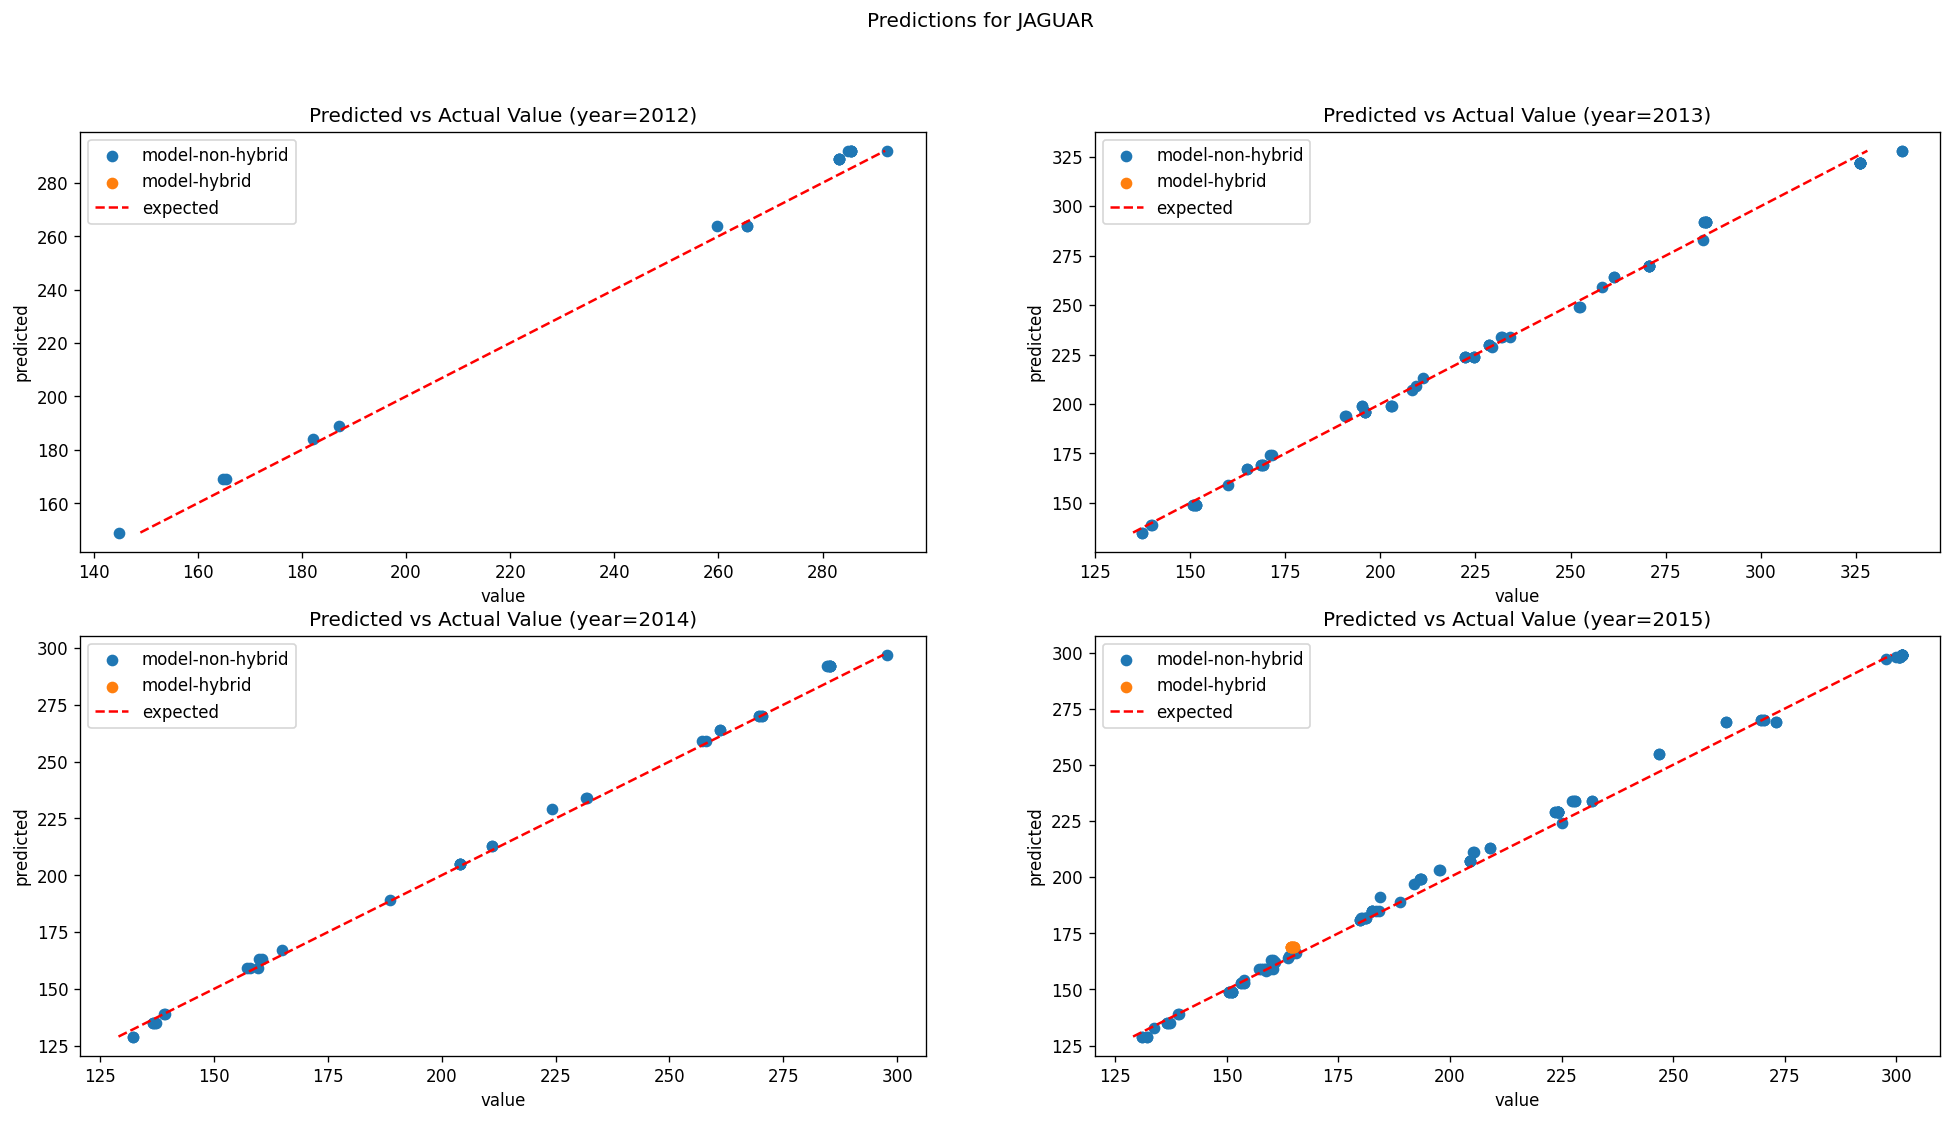 Predictions for JAGUAR
Predicted vs Actual Value (year=2012)
model-non-hybrid
model-hybrid
expected
predicted
280
260
240
220
200
180
160
140 160 180 200 220 240 260 280
value
Predicted vs Actual Value (year=2013)
model-non-hybrid
model-hybrid
expected
predicted
325
300
275
250
225
200
175
150
125 150 175 200 225 250 275 300 325
value
Predicted vs Actual Value (year=2014)
model-non-hybrid
model-hybrid
expected
predicted
300
275
250
225
200
175
150
125
125 150 175 200 225 250 275 300
value
Predicted vs Actual Value (year=2015)
model-non-hybrid
model-hybrid
expected
predicted
300
275
250
225
200
175
150
125
125 150 175 200 225 250 275 300
value